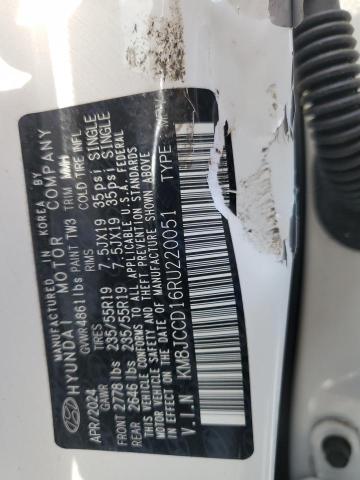 MANUFACTURED IN KOREA BY
HYUNDAI MOTOR COMPANY
GVWR 4861 lbs PAINT TW3 TRIM MMH
APR/2024 GAWR TIRES RIMS COLD TIRE INFL
FRONT 2778 lbs 235/55R19 7.5JX19 35psi SINGLE
2646 lbs 235/55R19 7.5JX19 35psi SINGLE
THIS VEHICLE CONFORMS TO ALL APPLICABLE U.S.A FEDERAL
MOTOR VEHICLE SAFETY AND THEFT PREVENTION STANDARDS
IN EFFECT ON THE DATE OF MANUFACTURE SHOWN ABOVE
V.I.N KM8JCCD16RU220051 TYPE: